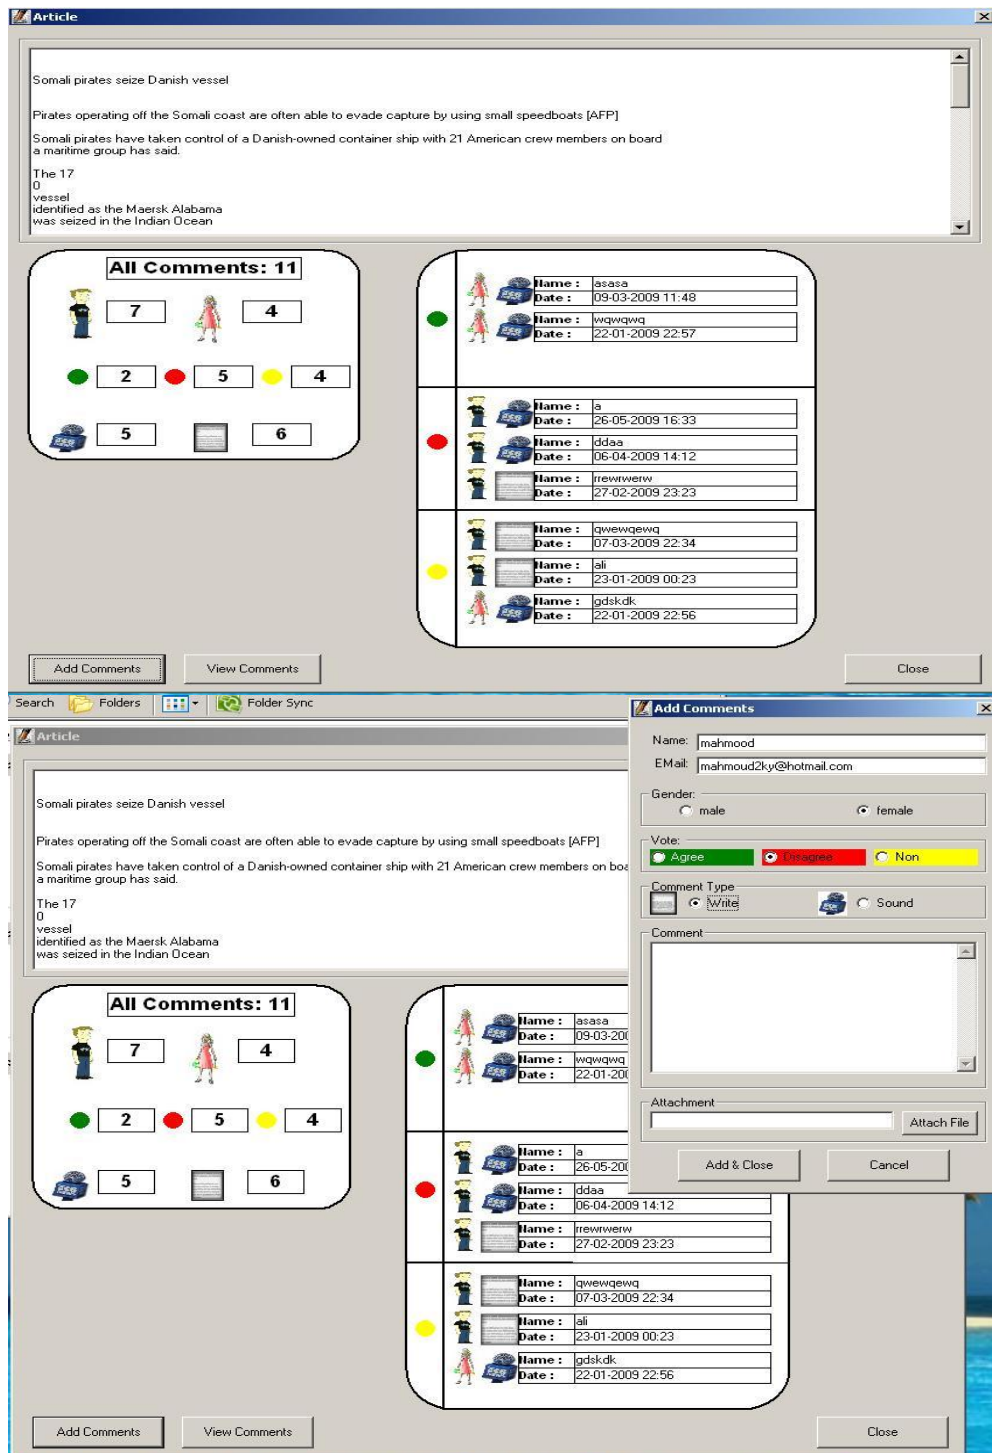 Article
Somali pirates seize Danish vessel
Pirates operating off the Somali coast are often able to evade capture by using small speedboats [AFP]
Somali pirates have taken control of a Danish-owned container ship with 21 American crew members on board
a maritime group has said.
The 17
0
vessel
identified as the Maersk Alabama
was seized in the Indian Ocean
All Comments: 11
7 4
2 5 4
5 6
Name : asasa
Date : 09-03-2009 11:48
Name : wqwqwq
Date : 22-01-2009 22:57
Name : a
Date : 26-05-2009 16:33
Name : ddaa
Date : 06-04-2009 14:12
Name : rrewrwerw
Date : 27-02-2009 23:23
Name : qwewqewq
Date : 07-03-2009 22:34
Name : ali
Date : 23-01-2009 00:23
Name : gdskdk
Date : 22-01-2009 22:56
Add Comments View Comments Close
Search Folders Folder Sync
Article
Somali pirates seize Danish vessel
Pirates operating off the Somali coast are often able to evade capture by using small speedboats [AFP]
Somali pirates have taken control of a Danish-owned container ship with 21 American crew members on boa
a maritime group has said.
The 17
0
vessel
identified as the Maersk Alabama
was seized in the Indian Ocean
All Comments: 11
7 4
2 5 4
5 6
Name : asasa
Date : 09-03-200
Name : wqwqwq
Date : 22-01-20
Name : a
Date : 26-05-200
Name : ddaa
Date : 06-04-2009 14:12
Name : rrewrwerw
Date : 27-02-2009 23:23
Name : qwewqewq
Date : 07-03-2009 22:34
Name : ali
Date : 23-01-2009 00:23
Name : gdskdk
Date : 22-01-2009 22:56
Add Comments View Comments Close
Add Comments
Name: mahmood
EMail: mahmoud2ky@hotmail.com
Gender:
male female
Vote:
Agree Disagree Non
Comment Type
Write Sound
Comment
Attachment
Attach File
Add & Close Cancel